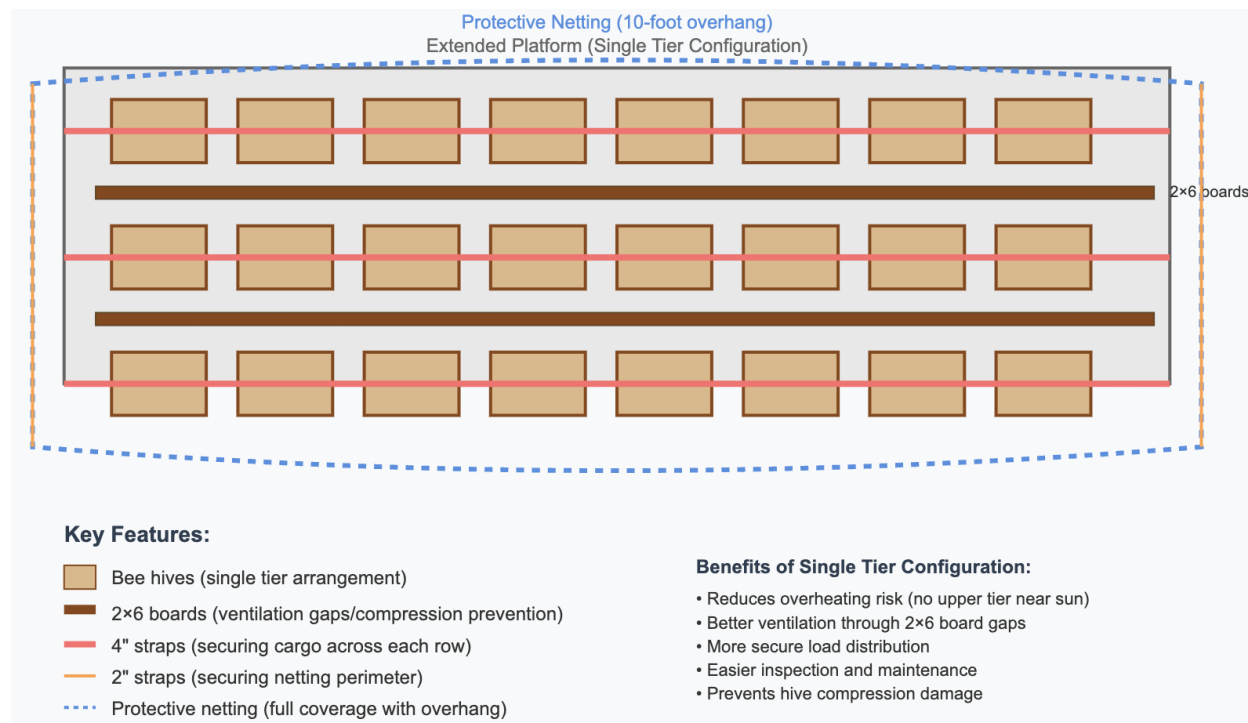 Protective Netting (10-foot overhang)
Extended Platform (Single Tier Configuration)
2×6 boards
Key Features:
Bee hives (single tier arrangement)
2×6 boards (ventilation gaps/compression prevention)
4" straps (securing cargo across each row)
2" straps (securing netting perimeter)
Protective netting (full coverage with overhang)
Benefits of Single Tier Configuration:
• Reduces overheating risk (no upper tier near sun)
• Better ventilation through 2×6 board gaps
• More secure load distribution
• Easier inspection and maintenance
• Prevents hive compression damage